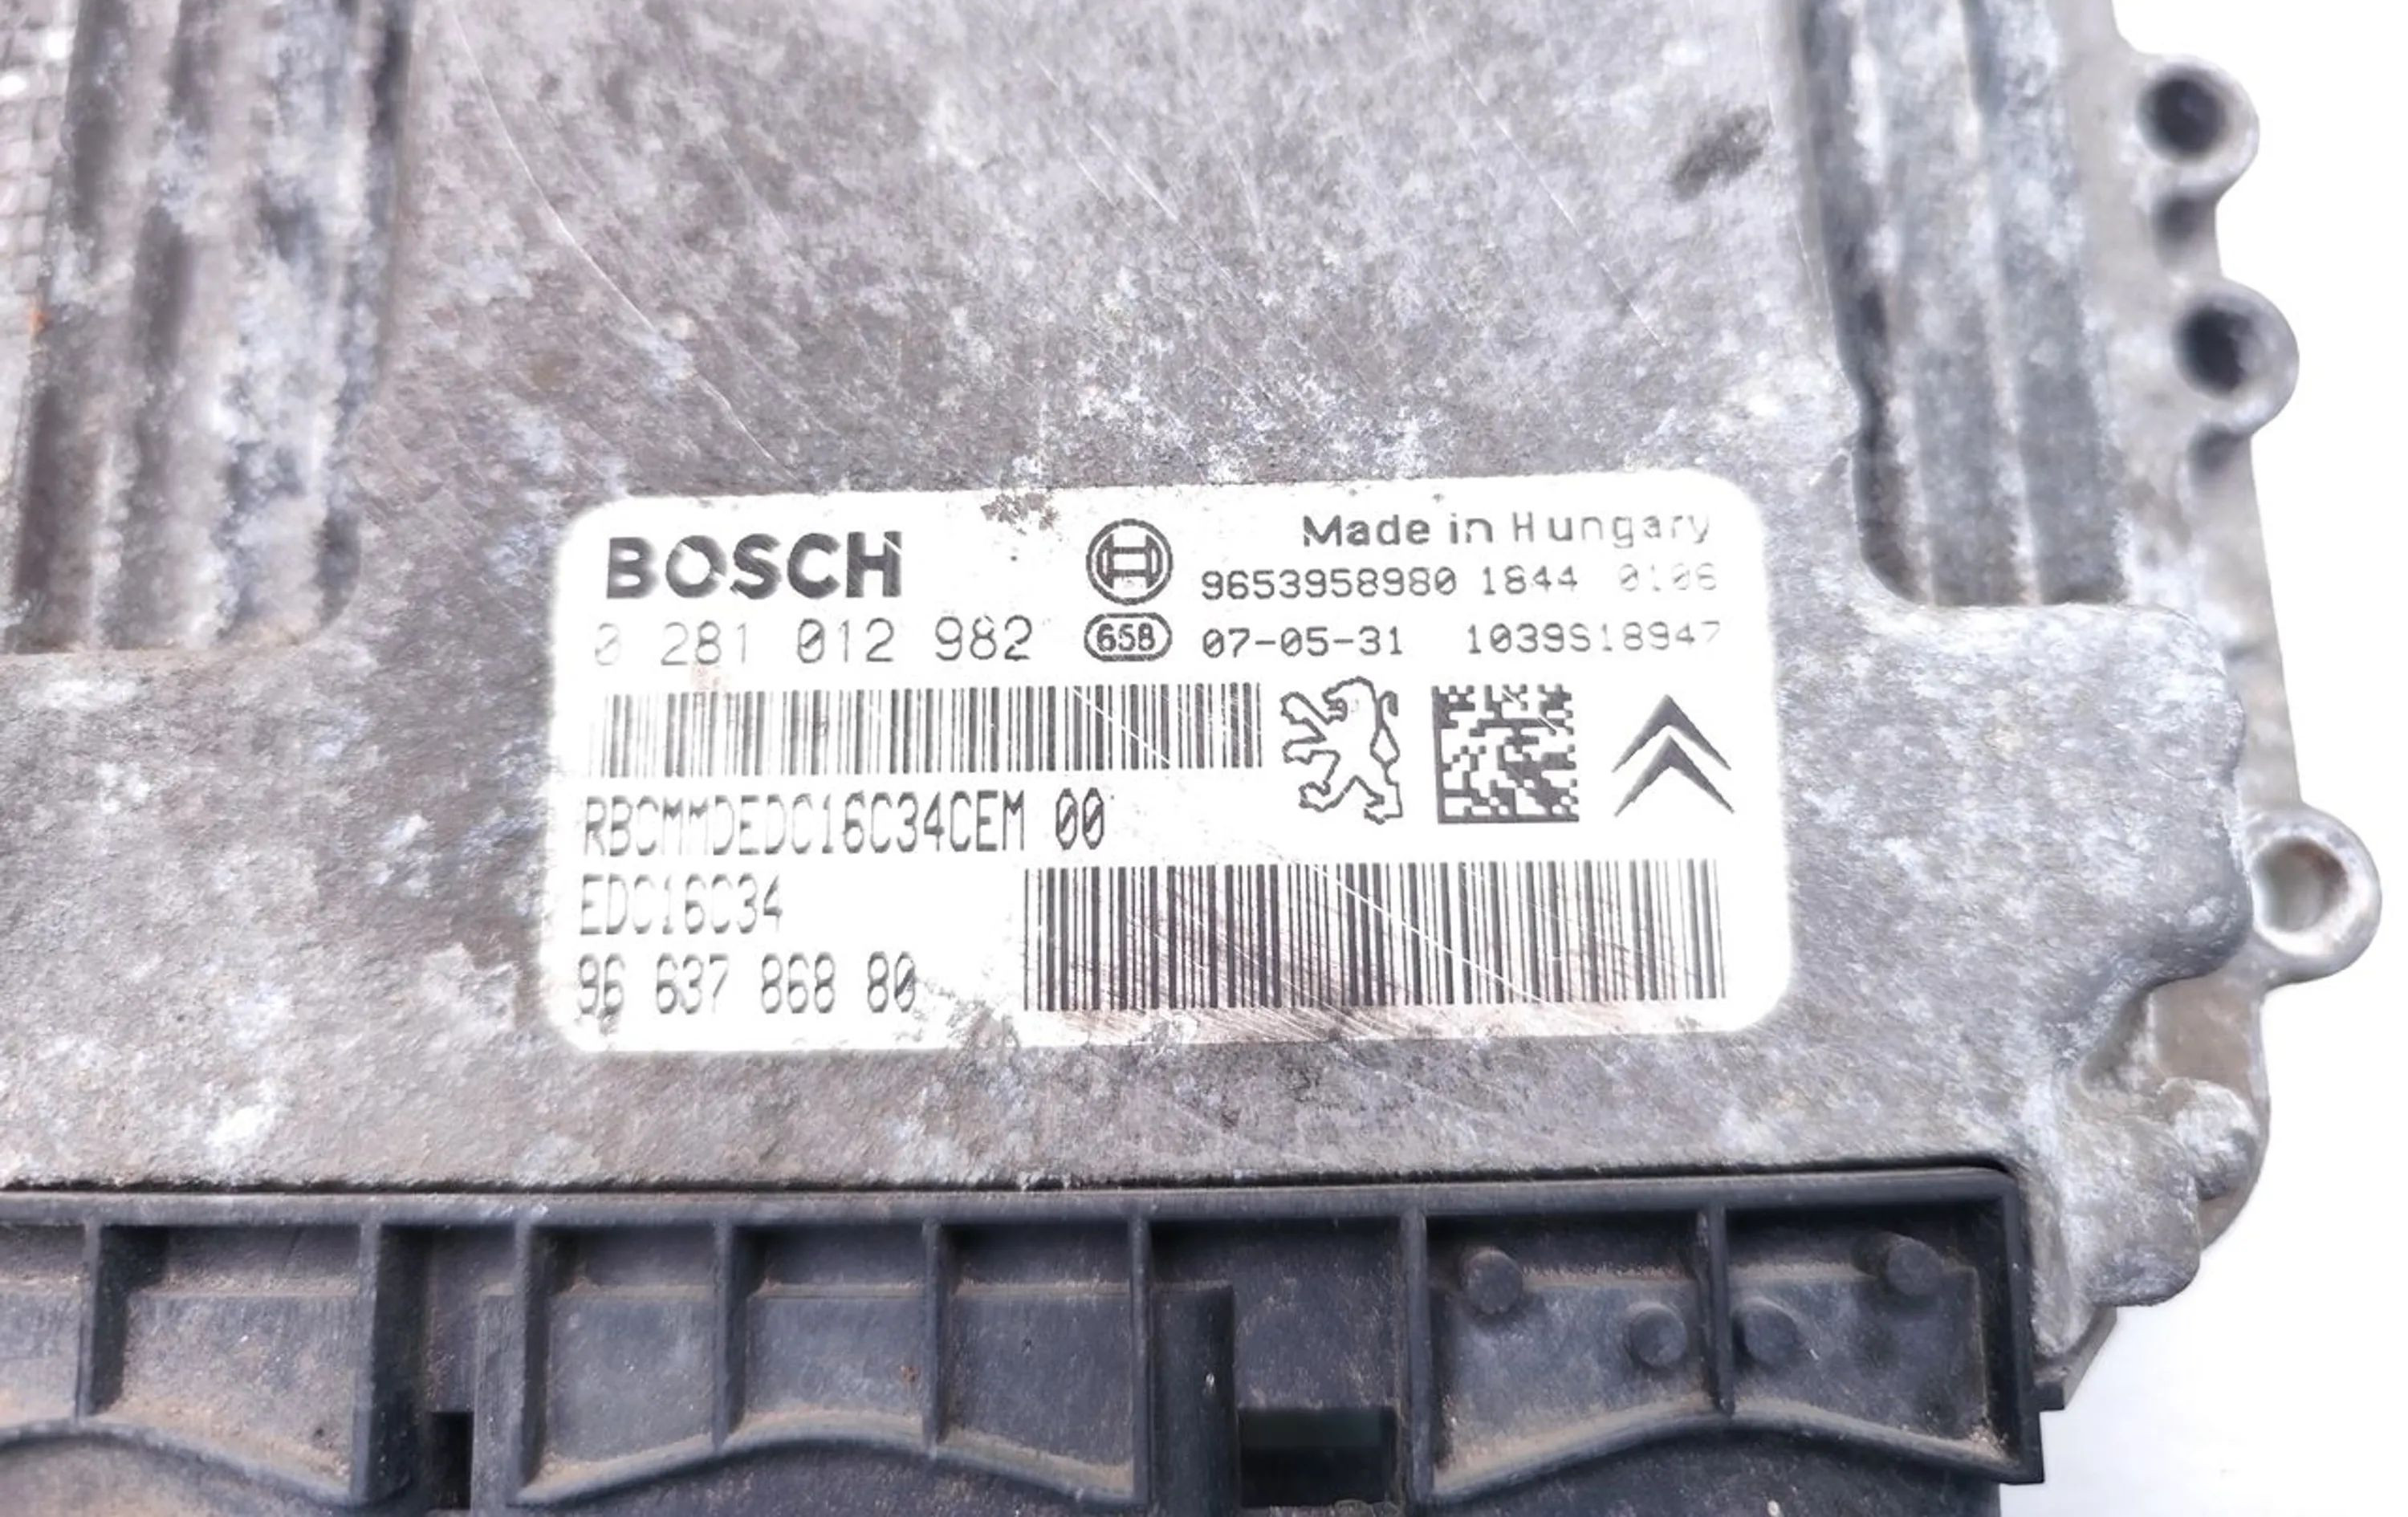 BOSCH
Made in Hungary
9653958980 1844 0106
0 281 012 982
658
07-05-31 1039S18947
RBCMMDEDC16C34CEM 00
EDC16C34
96 637 868 80